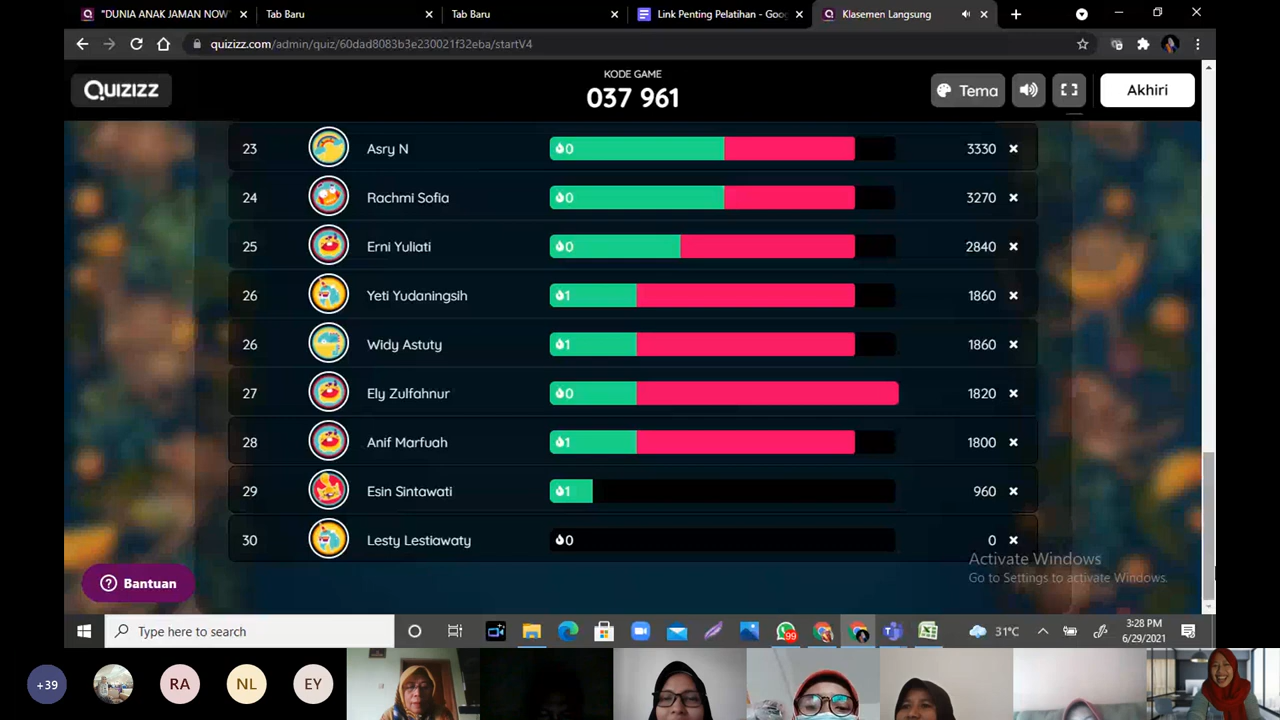 "DUNIA ANAK JAMAN NOW"
Tab Baru
Tab Baru
Link Penting Pelatihan - Goog
Klasemen Langsung
quizizz.com/admin/quiz/60dad8083b3e230021f32eba/startV4
Quizizz
KODE GAME
037 961
Tema
Akhiri
23 Asry N 0 3330
24 Rachmi Sofia 0 3270
25 Erni Yuliati 0 2840
26 Yeti Yudaningsih 1 1860
26 Widy Astuty 1 1860
27 Ely Zulfahnur 0 1820
28 Anif Marfuah 1 1800
29 Esin Sintawati 1 960
30 Lesty Lestiawaty 0 0
Activate Windows
Go to Settings to activate Windows.
Bantuan
Type here to search
99
31°C
3:28 PM
6/29/2021
+39
RA
NL
EY